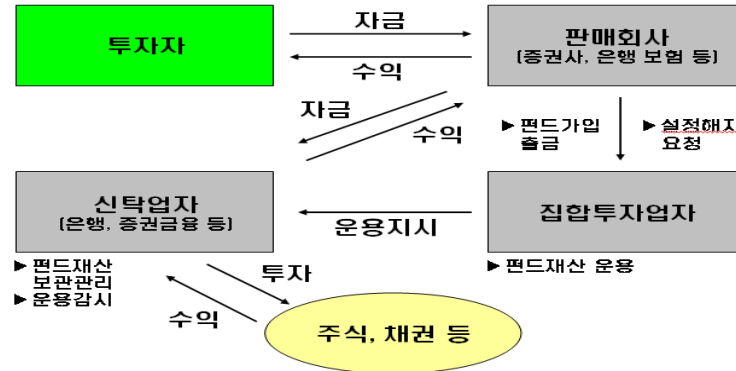 투자자
자금
수익
판매회사
(증권사, 은행 보험 등)
자금
수익
▶ 펀드가입
출금
▶ 설정해지
요청
신탁업자
(은행, 증권금융 등)
운용지시
집합투자업자
▶ 펀드재산
보관관리
▶ 운용감시
투자
수익
▶ 펀드재산 운용
주식, 채권 등